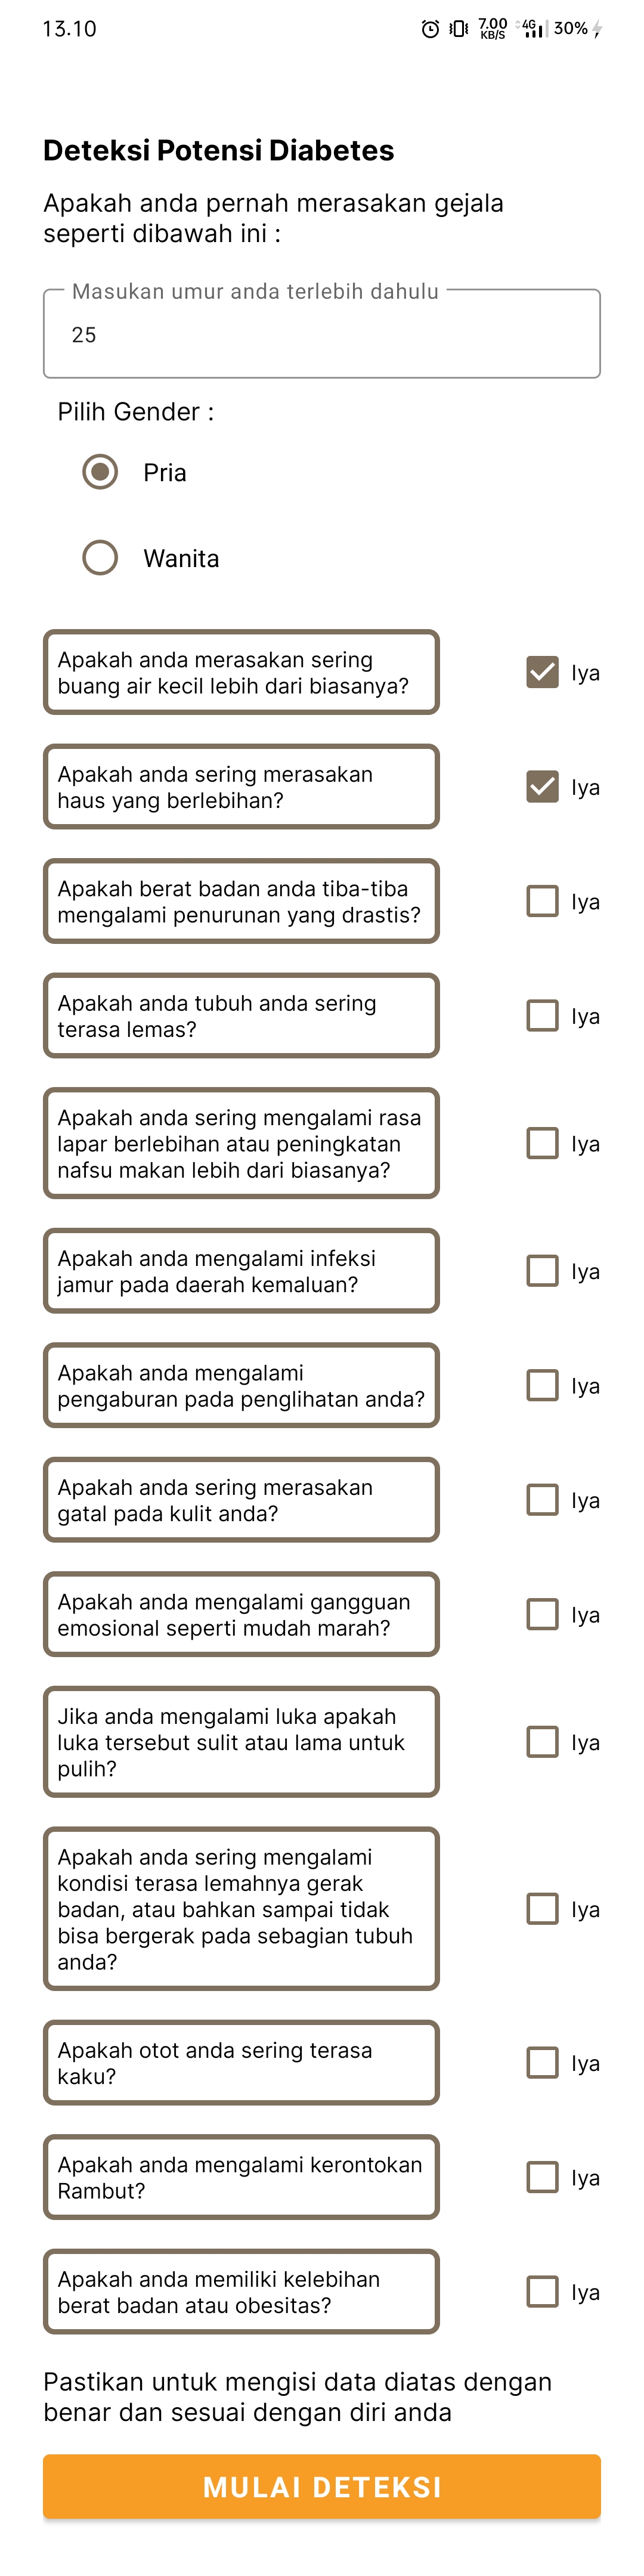 13.10
7.00 KB/S 4G 30%
Deteksi Potensi Diabetes
Apakah anda pernah merasakan gejala
seperti dibawah ini :
Masukan umur anda terlebih dahulu
25
Pilih Gender :
Pria
Wanita
Apakah anda merasakan sering
buang air kecil lebih dari biasanya?
Iya
Apakah anda sering merasakan
haus yang berlebihan?
Iya
Apakah berat badan anda tiba-tiba
mengalami penurunan yang drastis?
Iya
Apakah anda tubuh anda sering
terasa lemas?
Iya
Apakah anda sering mengalami rasa
lapar berlebihan atau peningkatan
nafsu makan lebih dari biasanya?
Iya
Apakah anda mengalami infeksi
jamur pada daerah kemaluan?
Iya
Apakah anda mengalami
pengaburan pada penglihatan anda?
Iya
Apakah anda sering merasakan
gatal pada kulit anda?
Iya
Apakah anda mengalami gangguan
emosional seperti mudah marah?
Iya
Jika anda mengalami luka apakah
luka tersebut sulit atau lama untuk
pulih?
Iya
Apakah anda sering mengalami
kondisi terasa lemahnya gerak
badan, atau bahkan sampai tidak
bisa bergerak pada sebagian tubuh
anda?
Iya
Apakah otot anda sering terasa
kaku?
Iya
Apakah anda mengalami kerontokan
Rambut?
Iya
Apakah anda memiliki kelebihan
berat badan atau obesitas?
Iya
Pastikan untuk mengisi data diatas dengan
benar dan sesuai dengan diri anda
MULAI DETEKSI